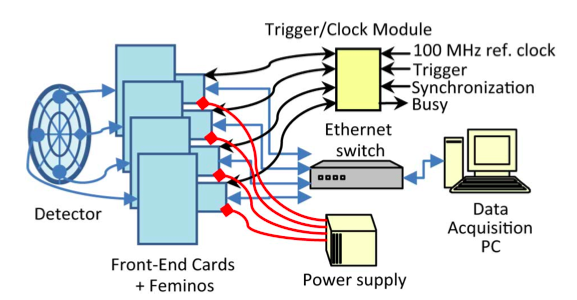 Trigger/Clock Module
100 MHz ref. clock
Trigger
Synchronization
Busy
Ethernet
switch
Detector
Data
Acquisition
PC
Front-End Cards
+ Feminos
Power supply